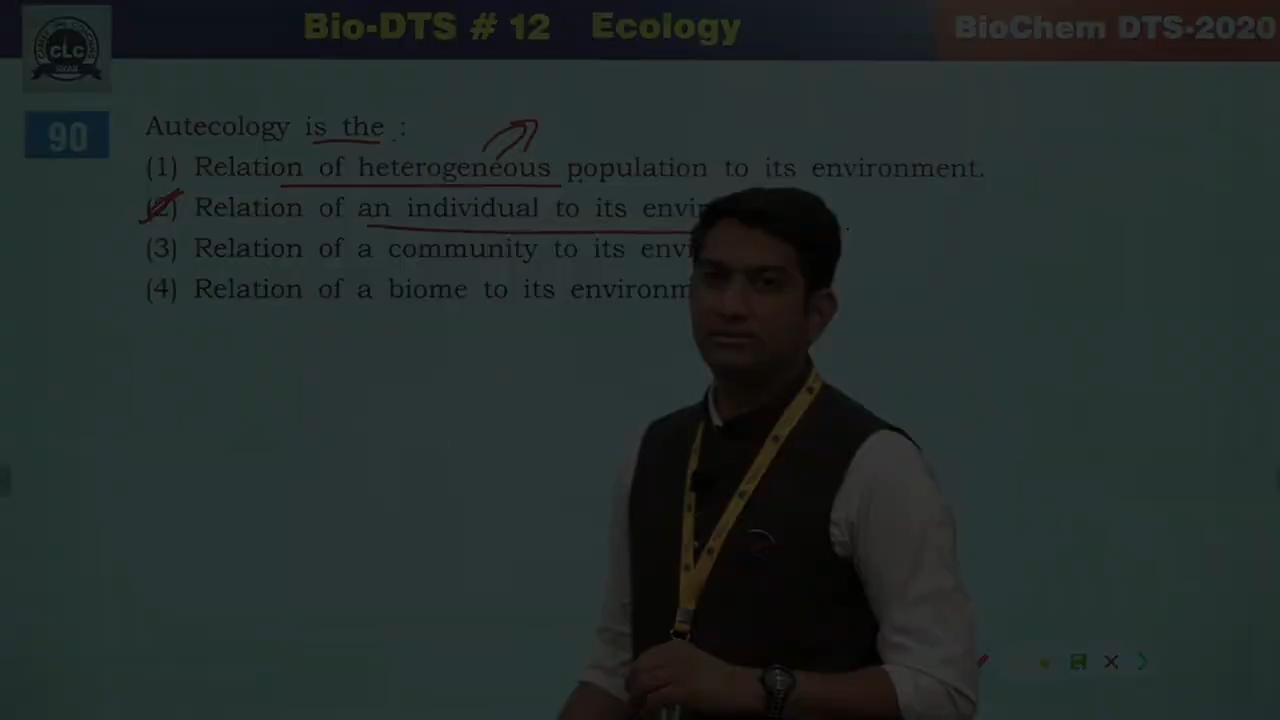 Bio-DTS # 12 Ecology
BioChem DTS-2020
CLC
90
Autecology is the :
(1) Relation of heterogeneous population to its environment.
(2) Relation of an individual to its envir
(3) Relation of a community to its envi
(4) Relation of a biome to its environm